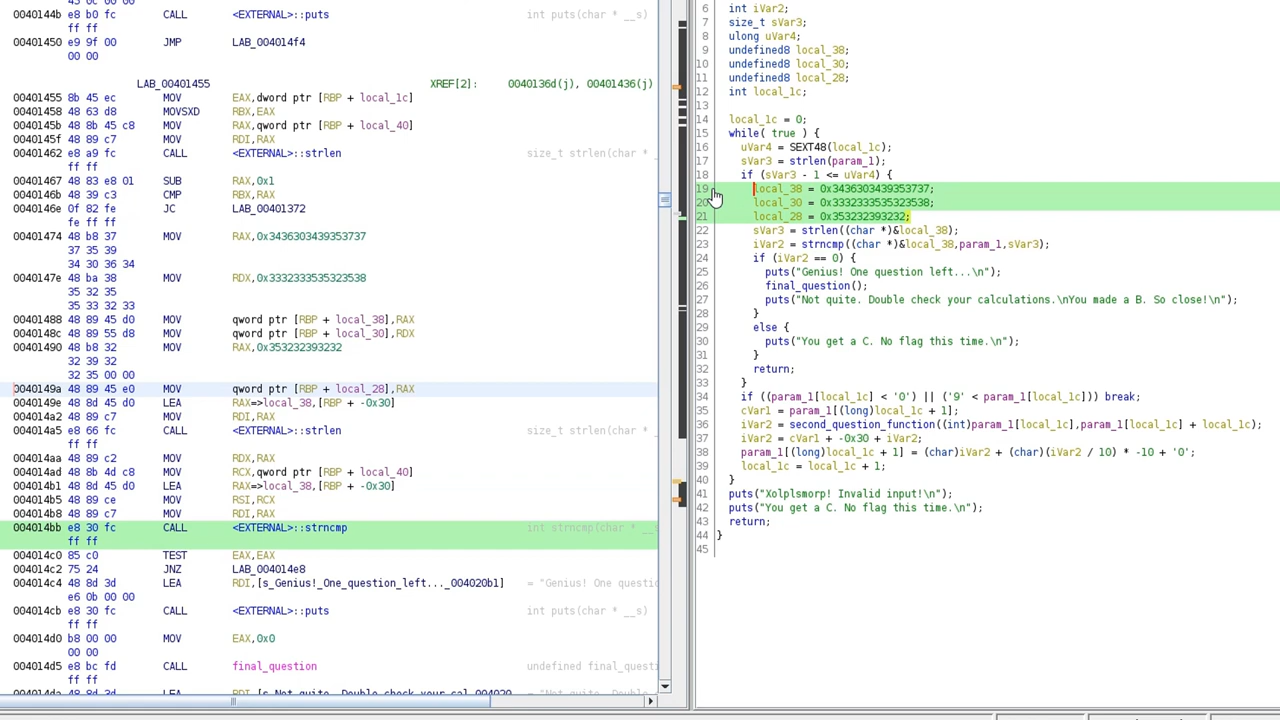 45 0c 00 00
0040144b e8 b0 fc CALL <EXTERNAL>::puts int puts(char * __s)
ff ff
00401450 e9 9f 00 JMP LAB_004014f4
00 00
LAB_00401455 XREF[2]: 0040136d(j), 00401436(j)
00401455 8b 45 ec MOV EAX,dword ptr [RBP + local_1c]
00401458 48 63 d8 MOVSXD RBX,EAX
0040145b 48 8b 45 c8 MOV RAX,qword ptr [RBP + local_40]
0040145f 48 89 c7 MOV RDI,RAX
00401462 e8 a9 fc CALL <EXTERNAL>::strlen size_t strlen(char * __
ff ff
00401467 48 83 e8 01 SUB RAX,0x1
0040146b 48 39 c3 CMP RBX,RAX
0040146e 0f 82 fe JC LAB_00401372
fe ff ff
00401474 48 b8 37 MOV RAX,0x3436303439353737
37 35 39
34 30 36 34
0040147e 48 ba 38 MOV RDX,0x3332333535323538
35 32 35
35 33 32 33
00401488 48 89 45 d0 MOV qword ptr [RBP + local_38],RAX
0040148c 48 89 55 d8 MOV qword ptr [RBP + local_30],RDX
00401490 48 b8 32 MOV RAX,0x353232393232
32 39 32
32 35 00 00
0040149a 48 89 45 e0 MOV qword ptr [RBP + local_28],RAX
0040149e 48 8d 45 d0 LEA RAX=>local_38,[RBP + -0x30]
004014a2 48 89 c7 MOV RDI,RAX
004014a5 e8 66 fc CALL <EXTERNAL>::strlen size_t strlen(char * __
ff ff
004014aa 48 89 c2 MOV RDX,RAX
004014ad 48 8b 4d c8 MOV RCX,qword ptr [RBP + local_40]
004014b1 48 8d 45 d0 LEA RAX=>local_38,[RBP + -0x30]
004014b5 48 89 ce MOV RSI,RCX
004014b8 48 89 c7 MOV RDI,RAX
004014bb e8 30 fc CALL <EXTERNAL>::strncmp int strncmp(char * __s
ff ff
004014c0 85 c0 TEST EAX,EAX
004014c2 75 24 JNZ LAB_004014e8
004014c4 48 8d 3d LEA RDI,[s_Genius!_One_question_left..._004020b1] = "Genius! One questio
e6 0b 00 00
004014cb e8 30 fc CALL <EXTERNAL>::puts int puts(char * __s)
ff ff
004014d0 b8 00 00 MOV EAX,0x0
00 00
004014d5 e8 bc fd CALL final_question undefined final_questi
ff ff
004014da 48 8d 3d LEA RDI,[s_Not_quite._Double_check_your_cal_004020 = "Not quite. Double
6 int iVar2;
7 size_t sVar3;
8 ulong uVar4;
9 undefined8 local_38;
10 undefined8 local_30;
11 undefined8 local_28;
12 int local_1c;
13
14 local_1c = 0;
15 while( true ) {
16 uVar4 = SEXT48(local_1c);
17 sVar3 = strlen(param_1);
18 if (sVar3 - 1 <= uVar4) {
19 local_38 = 0x3436303439353737;
20 local_30 = 0x3332333535323538;
21 local_28 = 0x353232393232;
22 sVar3 = strlen((char *)&local_38);
23 iVar2 = strncmp((char *)&local_38,param_1,sVar3);
24 if (iVar2 == 0) {
25 puts("Genius! One question left...\n");
26 final_question();
27 puts("Not quite. Double check your calculations.\nYou made a B. So close!\n");
28 }
29 else {
30 puts("You get a C. No flag this time.\n");
31 }
32 return;
33 }
34 if ((param_1[local_1c] < '0') || ('9' < param_1[local_1c])) break;
35 cVar1 = param_1[(long)local_1c + 1];
36 iVar2 = second_question_function((int)param_1[local_1c],param_1[local_1c] + local_1c);
37 iVar2 = cVar1 + -0x30 + iVar2;
38 param_1[(long)local_1c + 1] = (char)iVar2 + (char)(iVar2 / 10) * -10 + '0';
39 local_1c = local_1c + 1;
40 }
41 puts("Xolplsmorp! Invalid input!\n");
42 puts("You get a C. No flag this time.\n");
43 return;
44 }
45